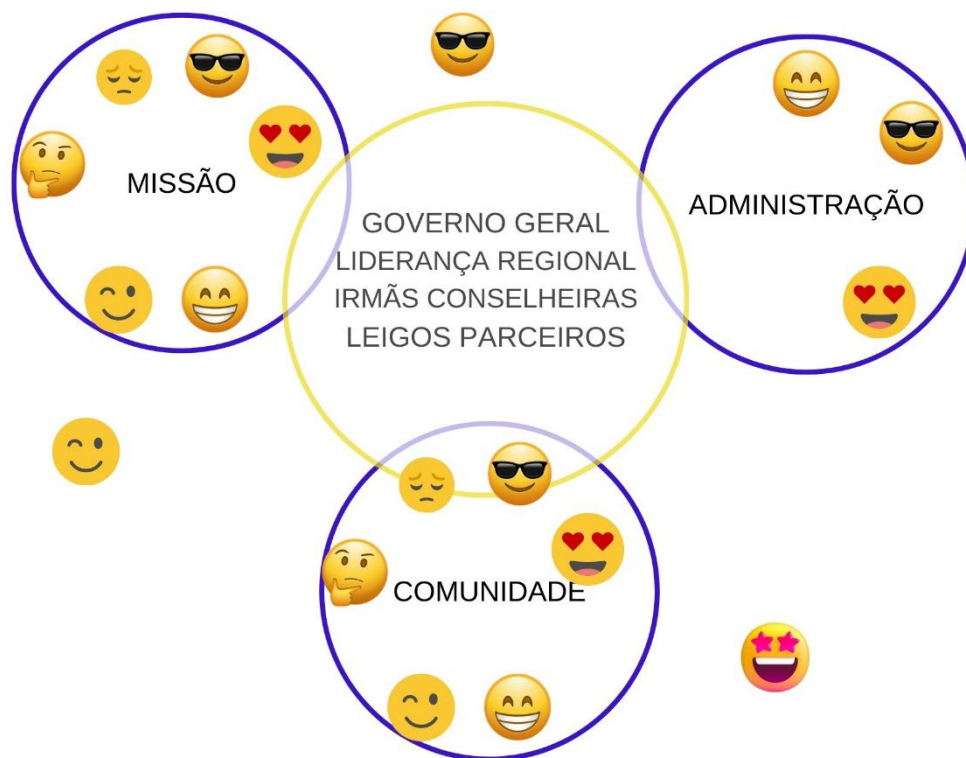 MISSÃO
ADMINISTRAÇÃO
GOVERNO GERAL
LIDERANÇA REGIONAL
IRMÃS CONSELHEIRAS
LEIGOS PARCEIROS
COMUNIDADE